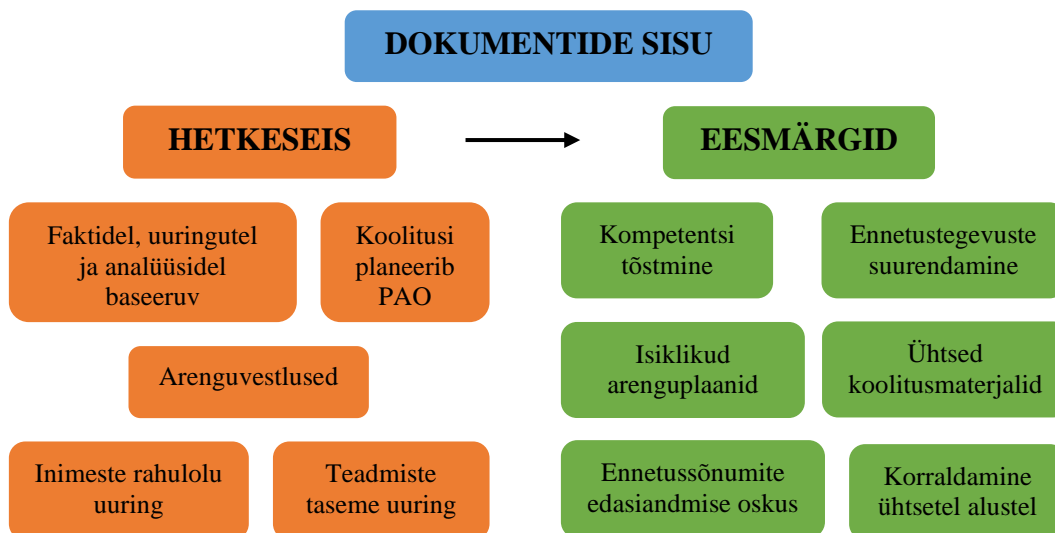 DOKUMENTIDE SISU
HETKESEIS
EESMÄRGID
Faktidel, uuringutel
ja analüüsidel
baseeruv
Koolitusi
planeerib
PAO
Arenguvestlused
Inimeste rahulolu
uuring
Teadmiste
taseme uuring
Kompetentsi
tõstmine
Ennetustegevuste
suurendamine
Isiklikud
arenguplaanid
Ühtsed
koolitusmaterjalid
Ennetussõnumite
edasiandmise oskus
Korraldamine
ühtsetel alustel